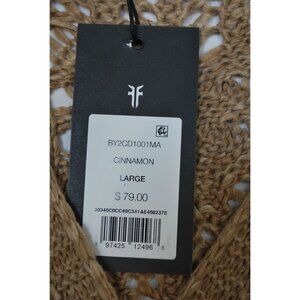 BY2CD1001MA
CINNAMON
LARGE
$ 79.00
97425 12496